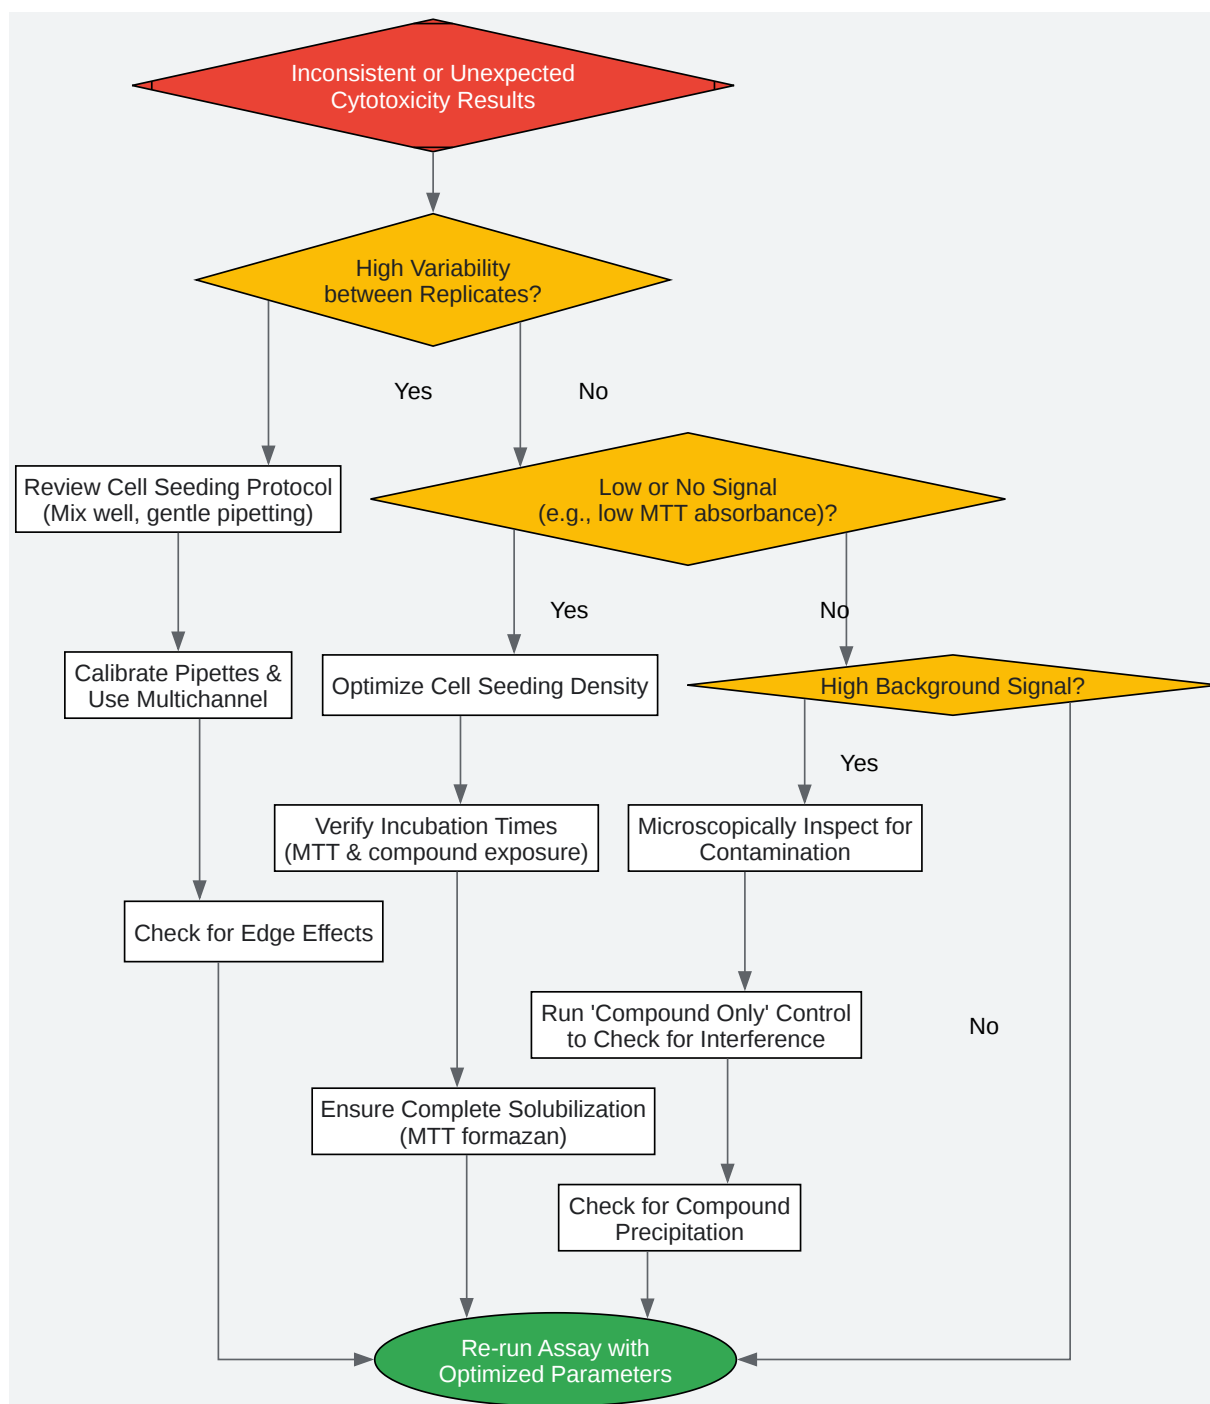 Inconsistent or Unexpected
Cytotoxicity Results
High Variability
between Replicates?
Yes
No
Review Cell Seeding Protocol
(Mix well, gentle pipetting)
Low or No Signal
(e.g., low MTT absorbance)?
Yes
No
Calibrate Pipettes &
Use Multichannel
Optimize Cell Seeding Density
High Background Signal?
Yes
Verify Incubation Times
(MTT & compound exposure)
Microscopically Inspect for
Contamination
Check for Edge Effects
Run 'Compound Only' Control
to Check for Interference
No
Ensure Complete Solubilization
(MTT formazan)
Check for Compound
Precipitation
Re-run Assay with
Optimized Parameters